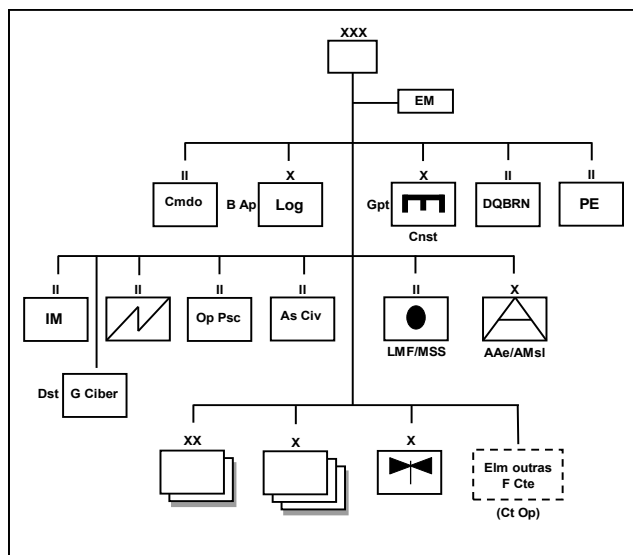 XXX
EM
II X X II II
Cmdo B Ap Log Gpt DQBRN PE
Cnst
II II II II II X
IM Op Psc As Civ
LMF/MSS AAe/AMsl
Dst G Ciber
XX X X
Elm outras
F Cte
(Ct Op)